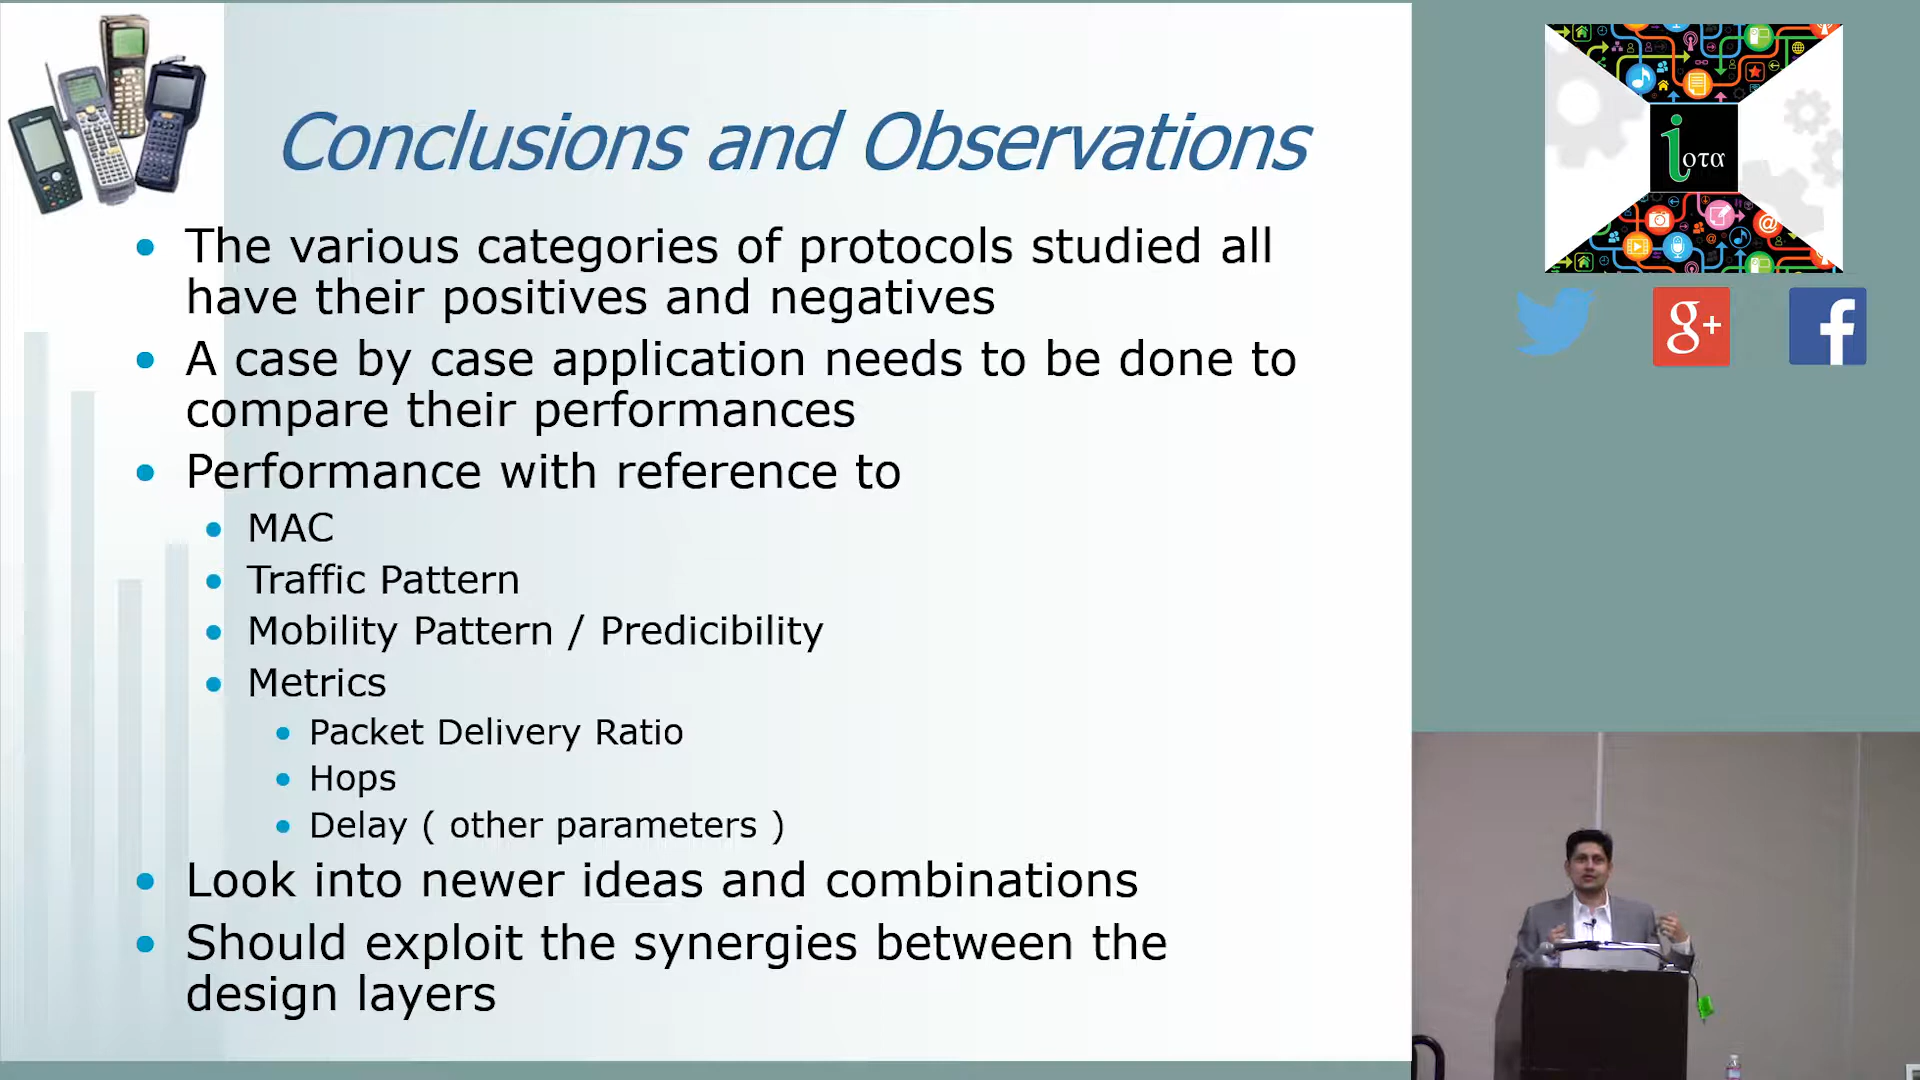 Conclusions and Observations
The various categories of protocols studied all
have their positives and negatives
A case by case application needs to be done to
compare their performances
Performance with reference to
MAC
Traffic Pattern
Mobility Pattern / Predicibility
Metrics
Packet Delivery Ratio
Hops
Delay ( other parameters )
Look into newer ideas and combinations
Should exploit the synergies between the
design layers
iοτα
g+
f